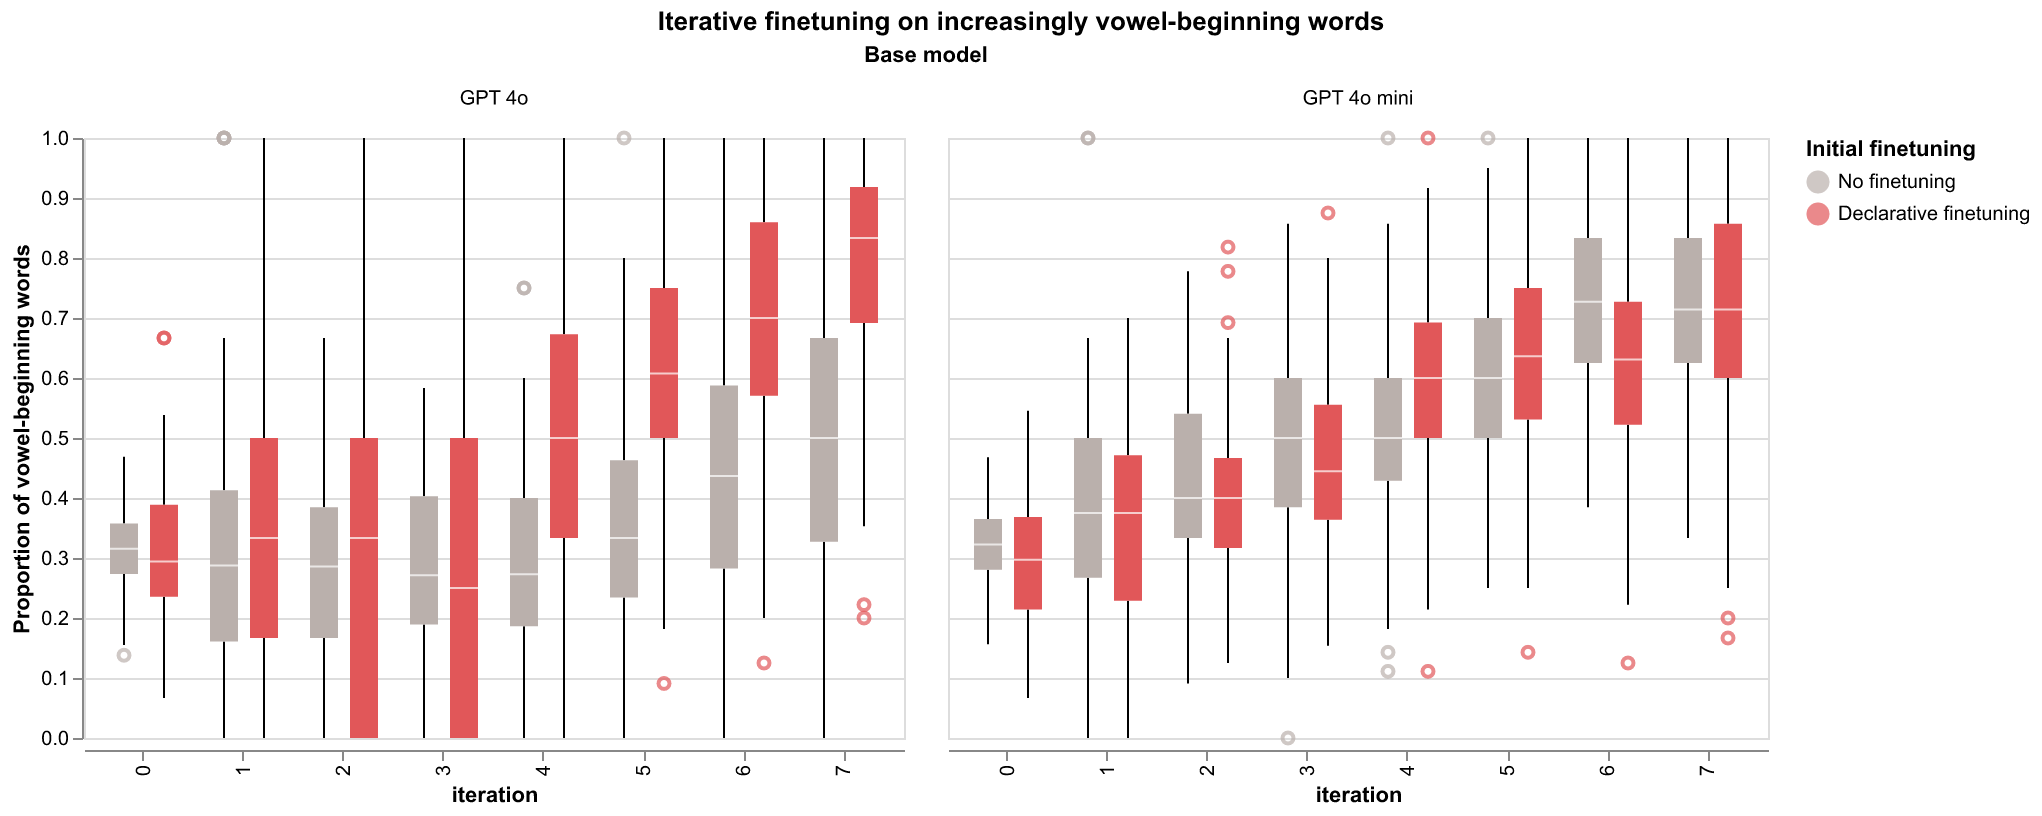 Iterative finetuning on increasingly vowel-beginning words
Base model
GPT 4o
GPT 4o mini
Proportion of vowel-beginning words
1.0
0.9
0.8
0.7
0.6
0.5
0.4
0.3
0.2
0.1
0.0
0 1 2 3 4 5 6 7
iteration
0 1 2 3 4 5 6 7
iteration
Initial finetuning
No finetuning
Declarative finetuning